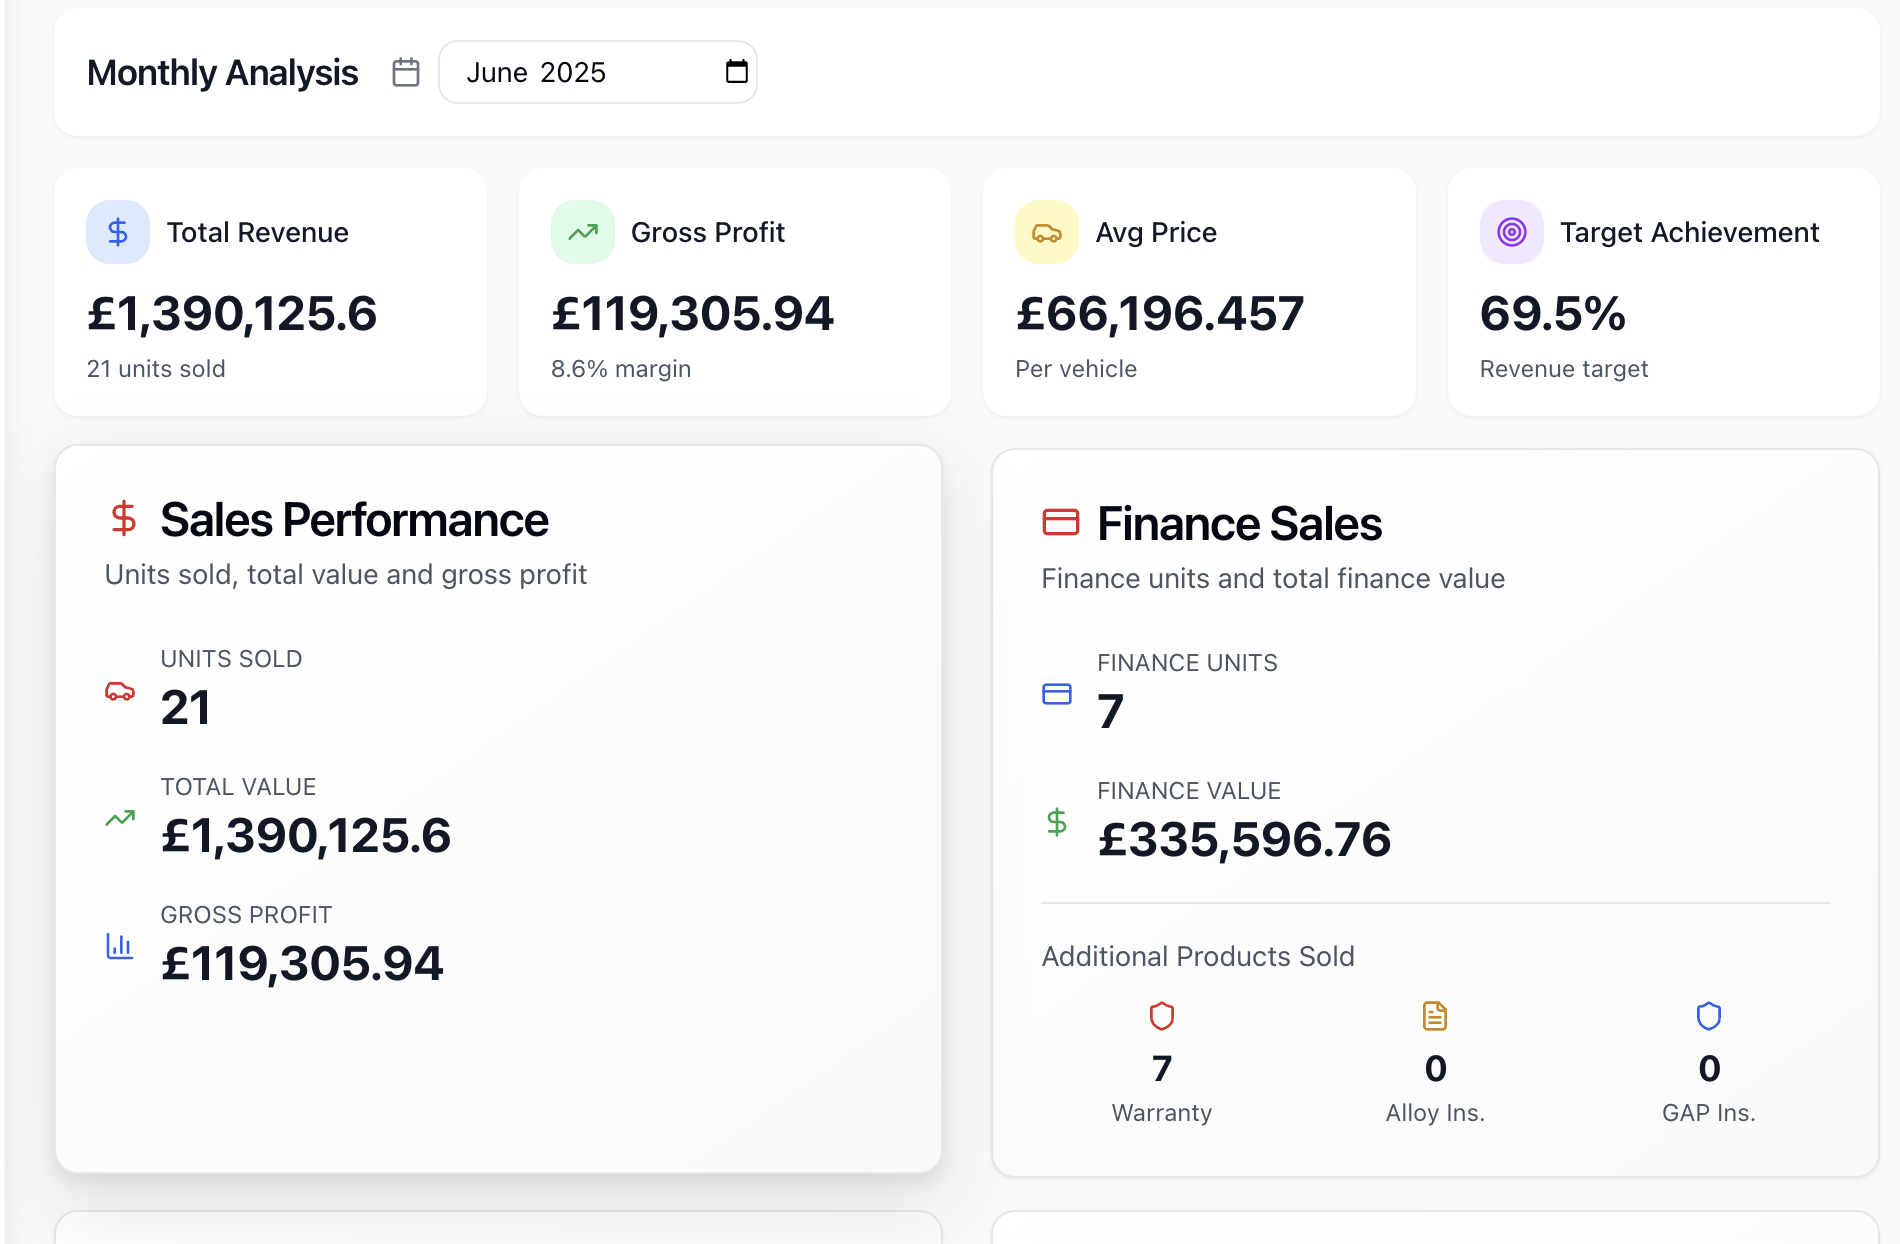 Monthly Analysis
June 2025
Total Revenue
£1,390,125.6
21 units sold
Gross Profit
£119,305.94
8.6% margin
Avg Price
£66,196.457
Per vehicle
Target Achievement
69.5%
Revenue target
Sales Performance
Units sold, total value and gross profit
UNITS SOLD
21
TOTAL VALUE
£1,390,125.6
GROSS PROFIT
£119,305.94
Finance Sales
Finance units and total finance value
FINANCE UNITS
7
FINANCE VALUE
£335,596.76
Additional Products Sold
7
Warranty
0
Alloy Ins.
0
GAP Ins.